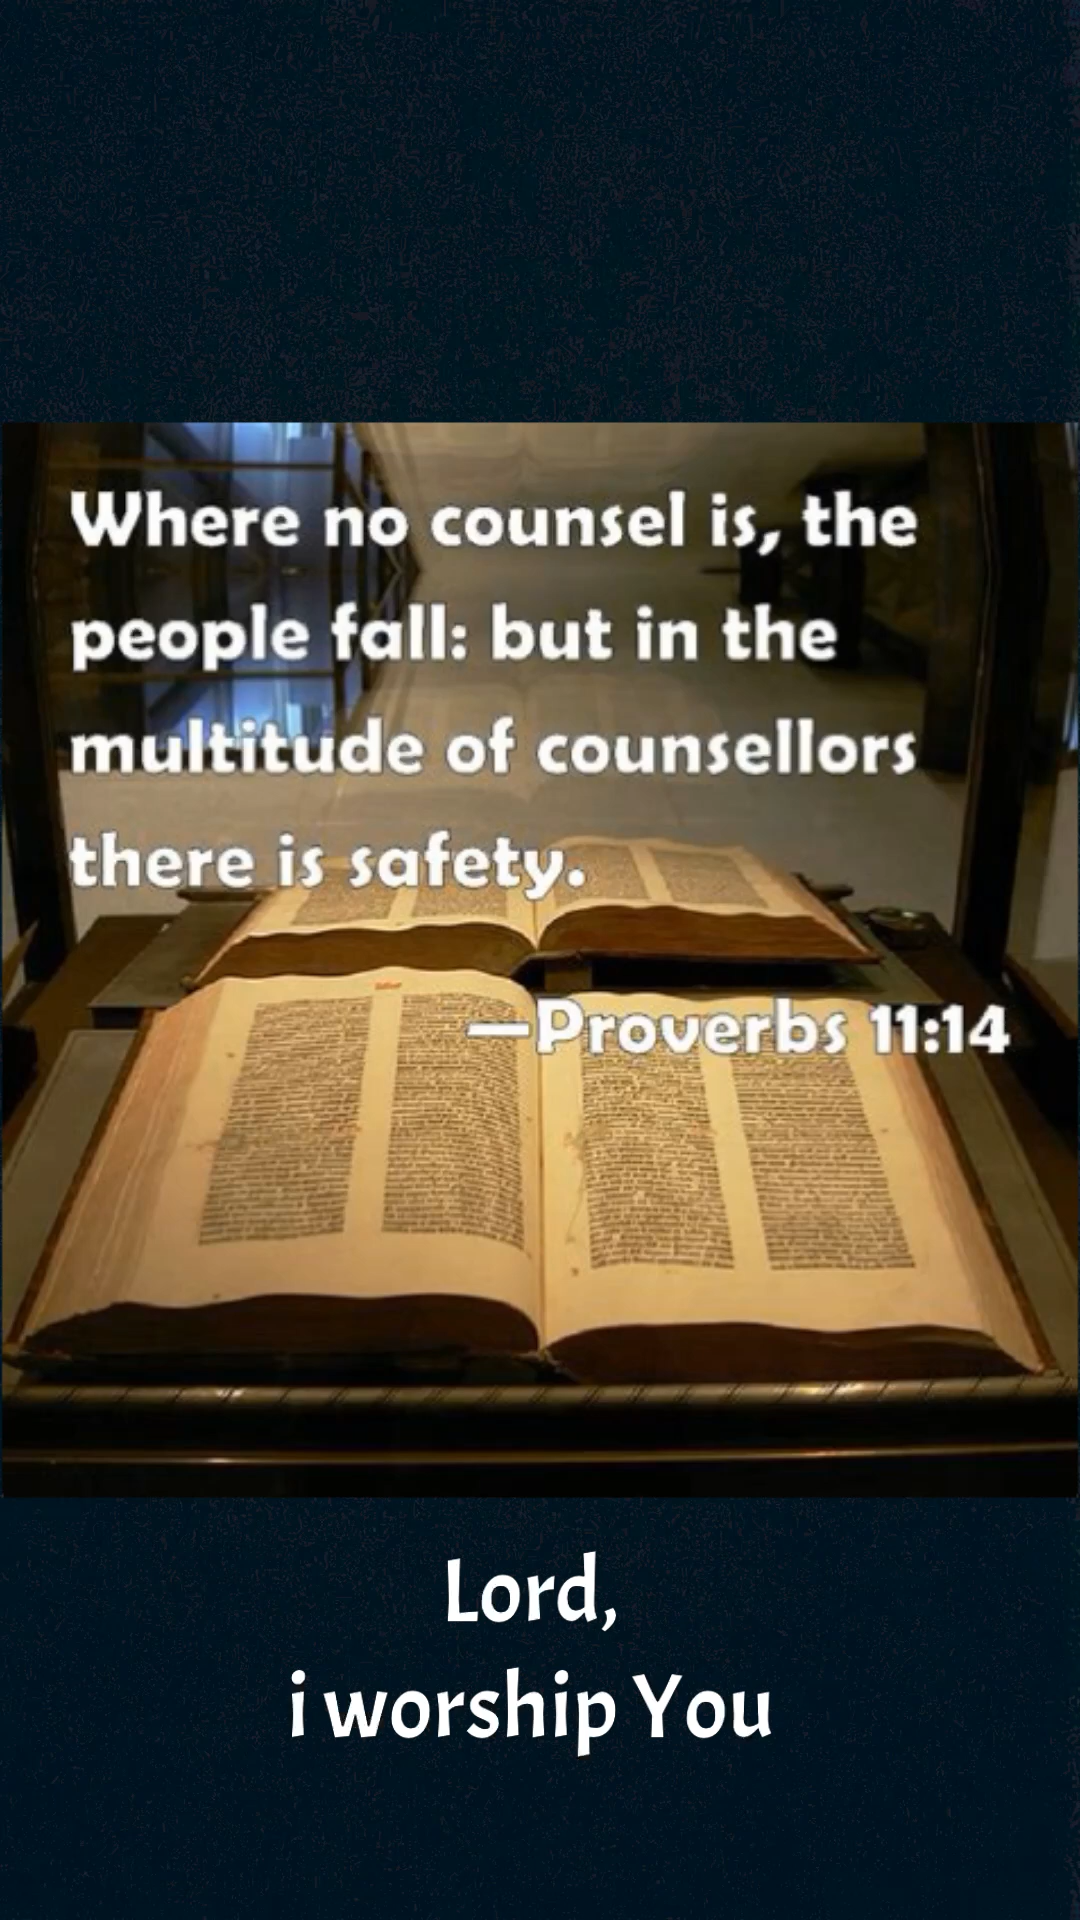 Where no counsel is, the
people fall: but in the
multitude of counsellors
there is safety.
—Proverbs 11:14
Lord,
i worship You